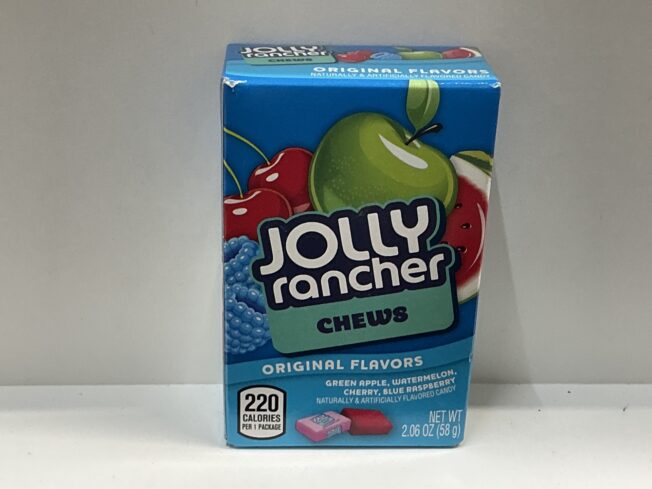 JOLLY
rancher
CHEWS
ORIGINAL FLAVORS
NATURALLY & ARTIFICIALLY FLAVORED CANDY
JOLLY
rancher
CHEWS
ORIGINAL FLAVORS
GREEN APPLE, WATERMELON,
CHERRY, BLUE RASPBERRY
NATURALLY & ARTIFICIALLY FLAVORED CANDY
220
CALORIES
PER 1 PACKAGE
NET WT
2.06 OZ (58 g)